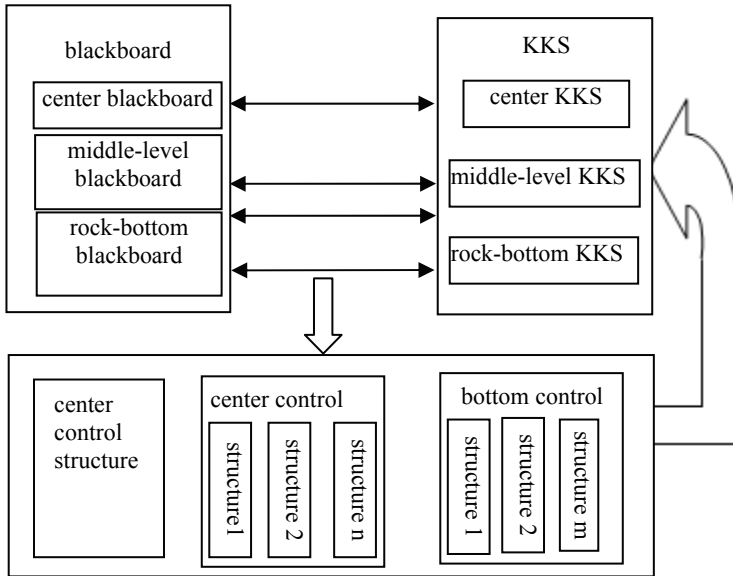 blackboard
center blackboard
middle-level
blackboard
rock-bottom
blackboard
KKS
center KKS
middle-level KKS
rock-bottom KKS
center
control
structure
center control
structure1
structure 2
structure n
bottom control
structure 1
structure 2
structure m